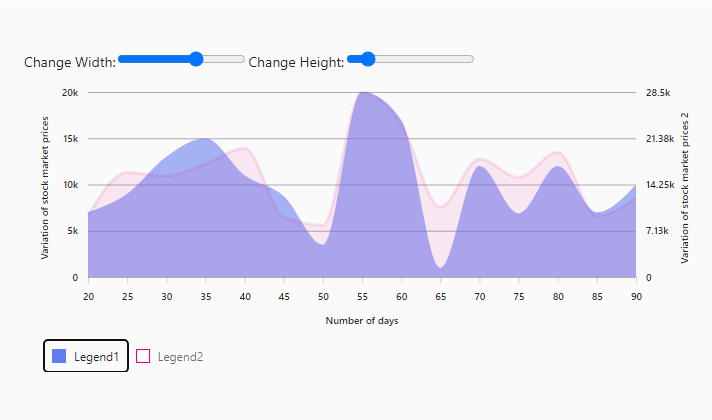 Change Width: Change Height:
20k
15k
10k
5k
0
Variation of stock market prices
28.5k
21.38k
14.25k
7.13k
0
Variation of stock market prices 2
20 25 30 35 40 45 50 55 60 65 70 75 80 85 90
Number of days
Legend1 Legend2